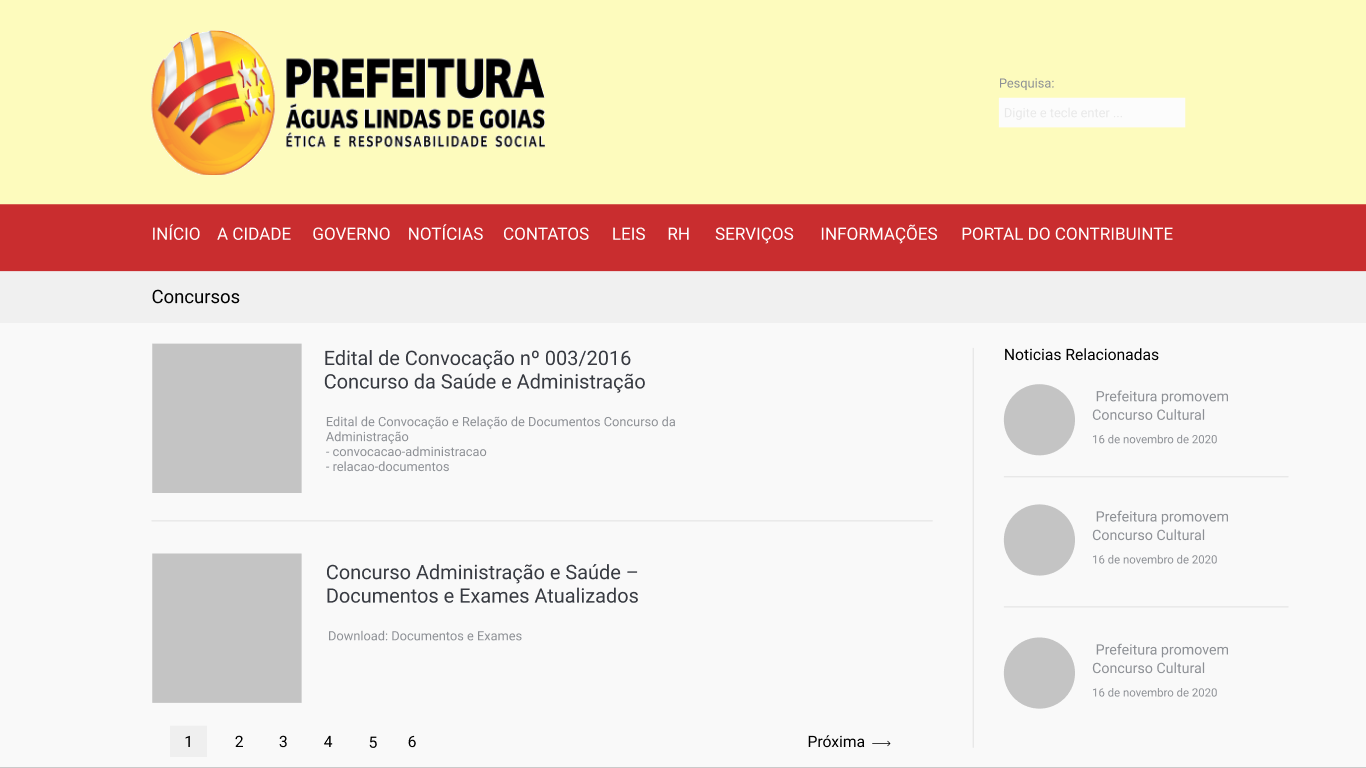 PREFEITURA
ÁGUAS LINDAS DE GOIAS
ÉTICA E RESPONSABILIDADE SOCIAL
Pesquisa:
Digite e tecle enter ...
INÍCIO A CIDADE GOVERNO NOTÍCIAS CONTATOS LEIS RH SERVIÇOS INFORMAÇÕES PORTAL DO CONTRIBUINTE
Concursos
Edital de Convocação nº 003/2016
Concurso da Saúde e Administração
Edital de Convocação e Relação de Documentos Concurso da
Administração
- convocacao-administracao
- relacao-documentos
Concurso Administração e Saúde –
Documentos e Exames Atualizados
Download: Documentos e Exames
1 2 3 4 5 6
Próxima →
Noticias Relacionadas
Prefeitura promovem
Concurso Cultural
16 de novembro de 2020
Prefeitura promovem
Concurso Cultural
16 de novembro de 2020
Prefeitura promovem
Concurso Cultural
16 de novembro de 2020